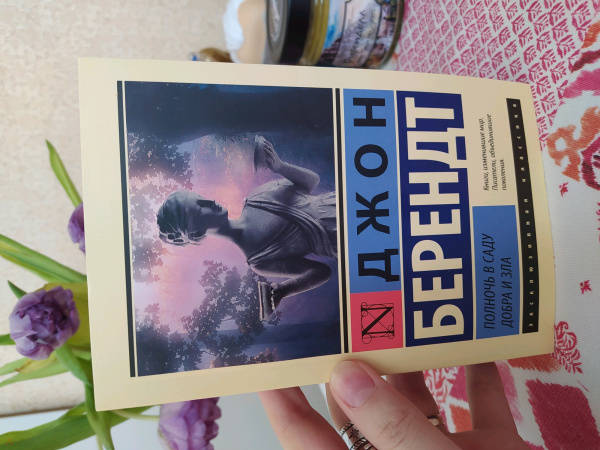 ДЖОН
БЕРЕНДТ
Книги, изменившие мир.
Писатели, объединившие
поколения.
ПОЛНОЧЬ В САДУ
ДОБРА И ЗЛА
ЭКСКЛЮЗИВНАЯ КЛАССИКА